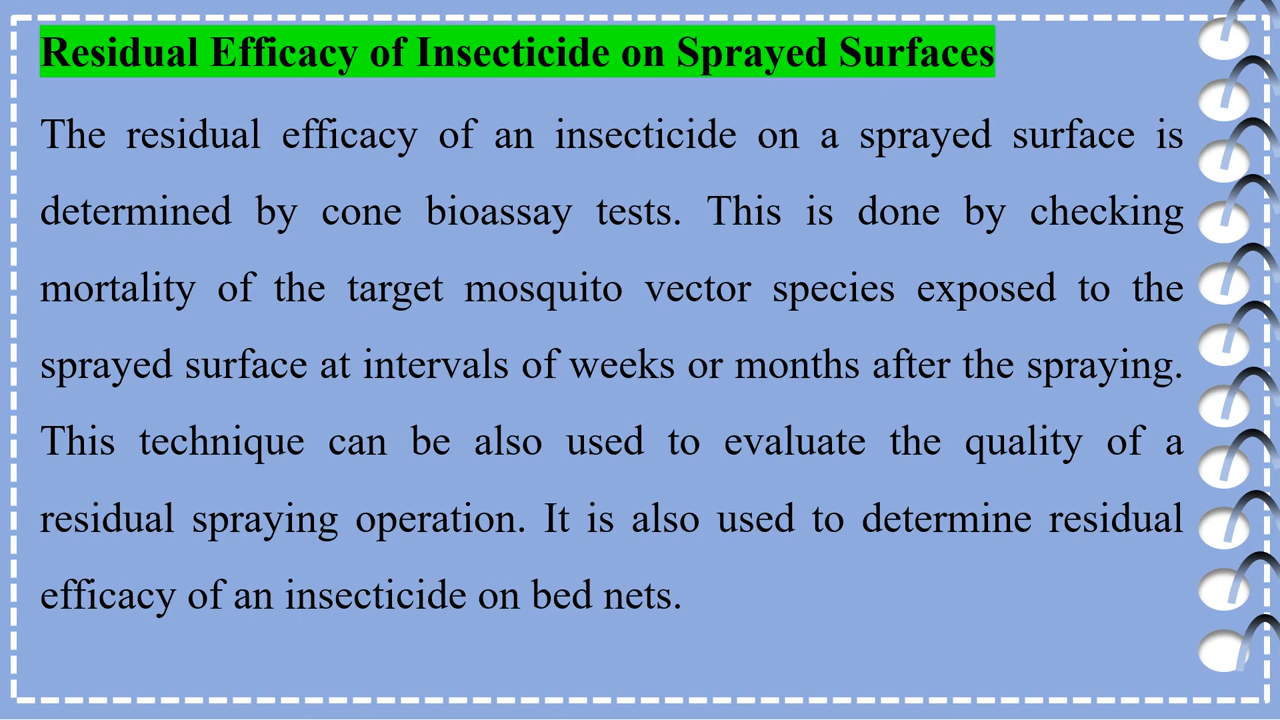 Residual Efficacy of Insecticide on Sprayed Surfaces
The residual efficacy of an insecticide on a sprayed surface is
determined by cone bioassay tests. This is done by checking
mortality of the target mosquito vector species exposed to the
sprayed surface at intervals of weeks or months after the spraying.
This technique can be also used to evaluate the quality of a
residual spraying operation. It is also used to determine residual
efficacy of an insecticide on bed nets.